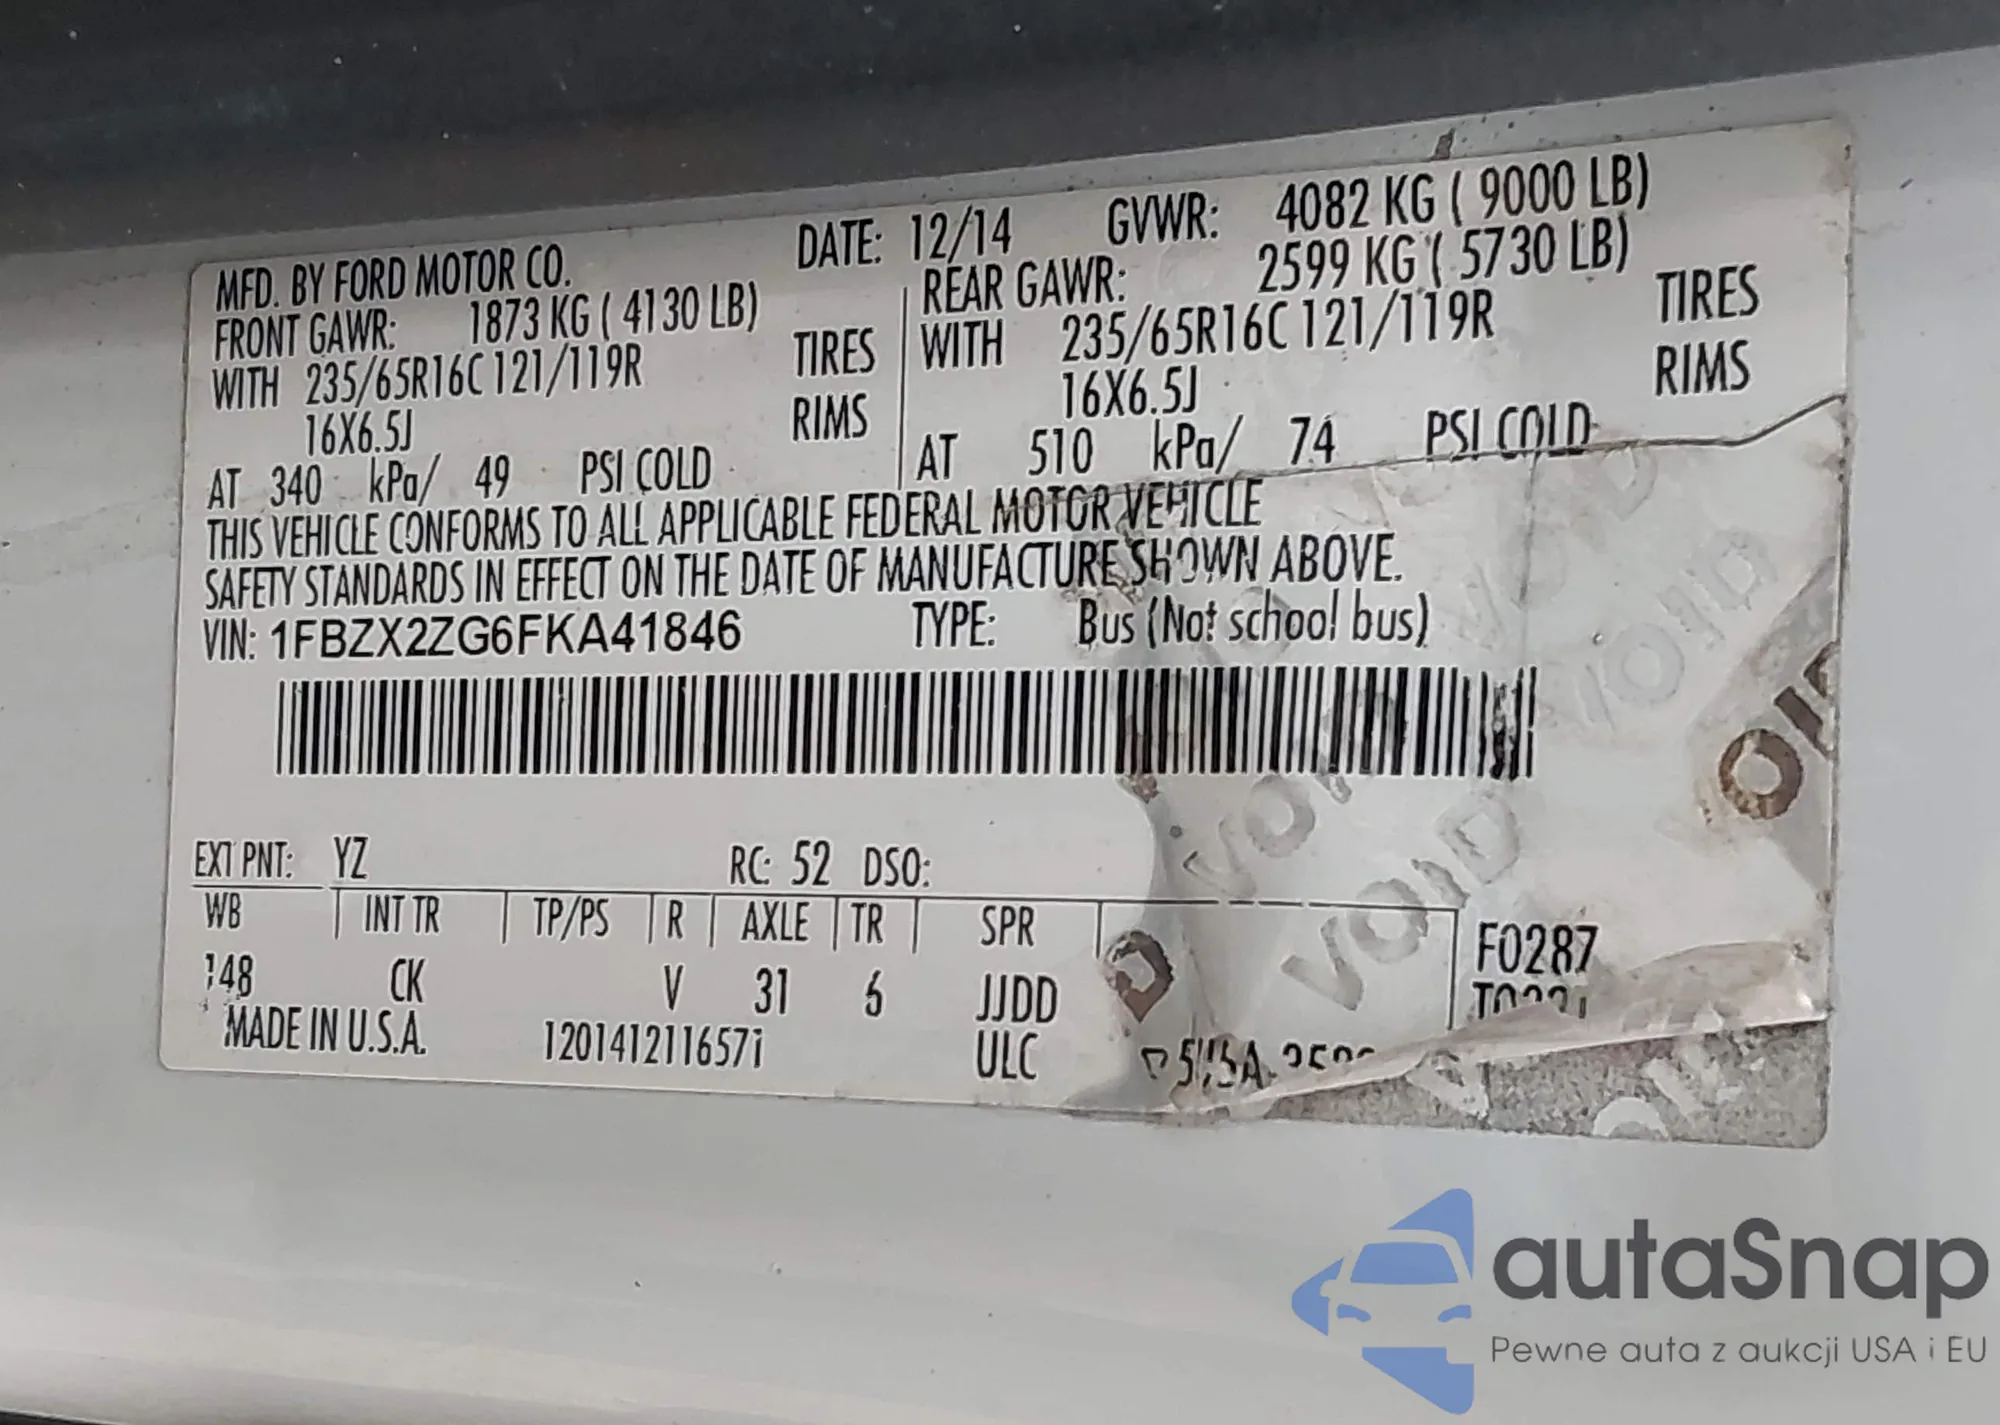 MFD. BY FORD MOTOR CO. DATE: 12/14 GVWR: 4082 KG ( 9000 LB)
FRONT GAWR: 1873 KG ( 4130 LB) REAR GAWR: 2599 KG ( 5730 LB)
WITH 235/65R16C 121/119R TIRES WITH 235/65R16C 121/119R TIRES
16X6.5J RIMS 16X6.5J RIMS
AT 340 kPa/ 49 PSI COLD AT 510 kPa/ 74 PSI COLD
THIS VEHICLE CONFORMS TO ALL APPLICABLE FEDERAL MOTOR VEHICLE
SAFETY STANDARDS IN EFFECT ON THE DATE OF MANUFACTURE SHOWN ABOVE.
VIN: 1FBZX2ZG6FKA41846 TYPE: Bus (Not school bus)
VOID VOID VOID
EXT PNT: YZ RC: 52 DSO:
WB INT TR TP/PS R AXLE TR SPR
F0287
148 CK V 31 6 JJDD
MADE IN U.S.A. 1201412116571 ULC
autaSnap
Pewne auta z aukcji USA i EU